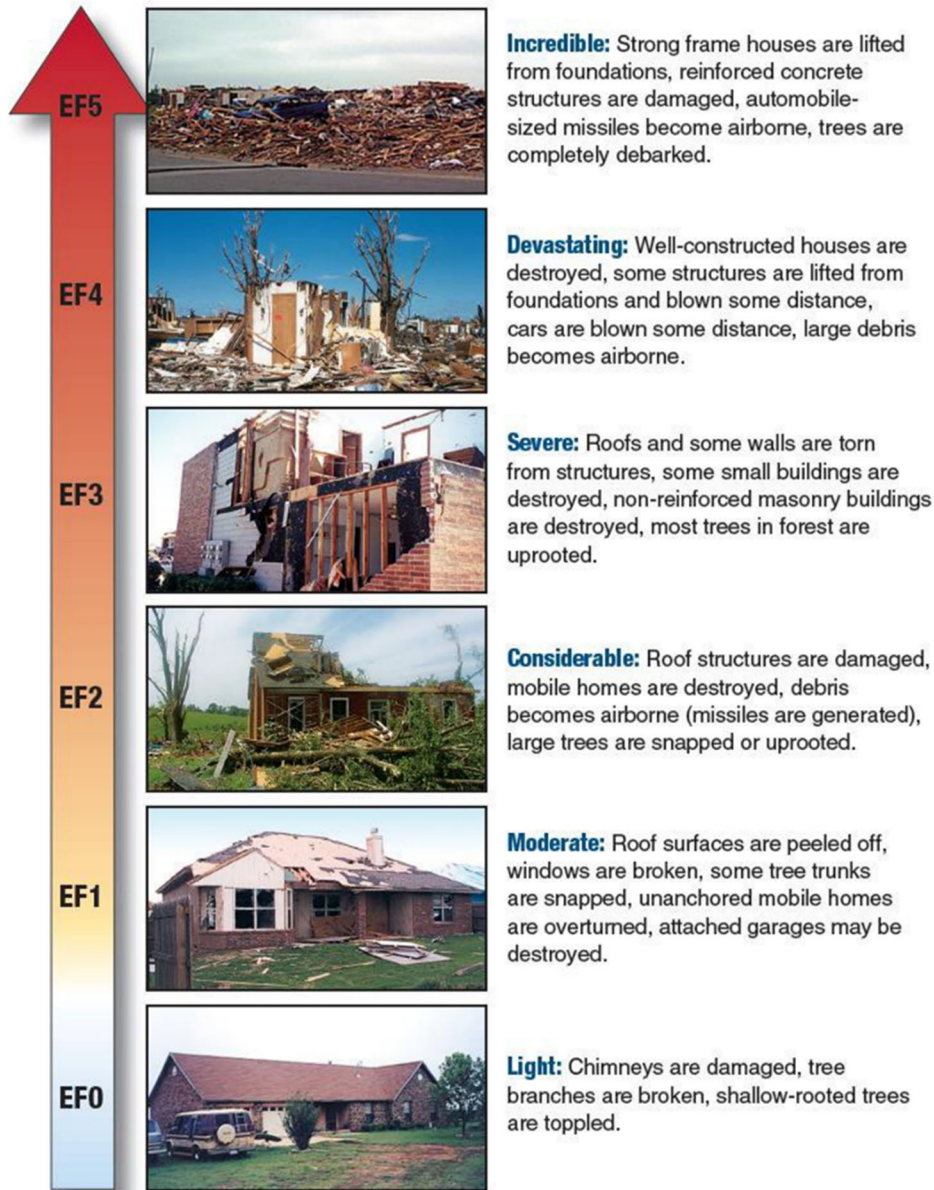 EF5
Incredible: Strong frame houses are lifted
from foundations, reinforced concrete
structures are damaged, automobile-
sized missiles become airborne, trees are
completely debarked.
EF4
Devastating: Well-constructed houses are
destroyed, some structures are lifted from
foundations and blown some distance,
cars are blown some distance, large debris
becomes airborne.
EF3
Severe: Roofs and some walls are torn
from structures, some small buildings are
destroyed, non-reinforced masonry buildings
are destroyed, most trees in forest are
uprooted.
EF2
Considerable: Roof structures are damaged,
mobile homes are destroyed, debris
becomes airborne (missiles are generated),
large trees are snapped or uprooted.
EF1
Moderate: Roof surfaces are peeled off,
windows are broken, some tree trunks
are snapped, unanchored mobile homes
are overturned, attached garages may be
destroyed.
EF0
Light: Chimneys are damaged, tree
branches are broken, shallow-rooted trees
are toppled.